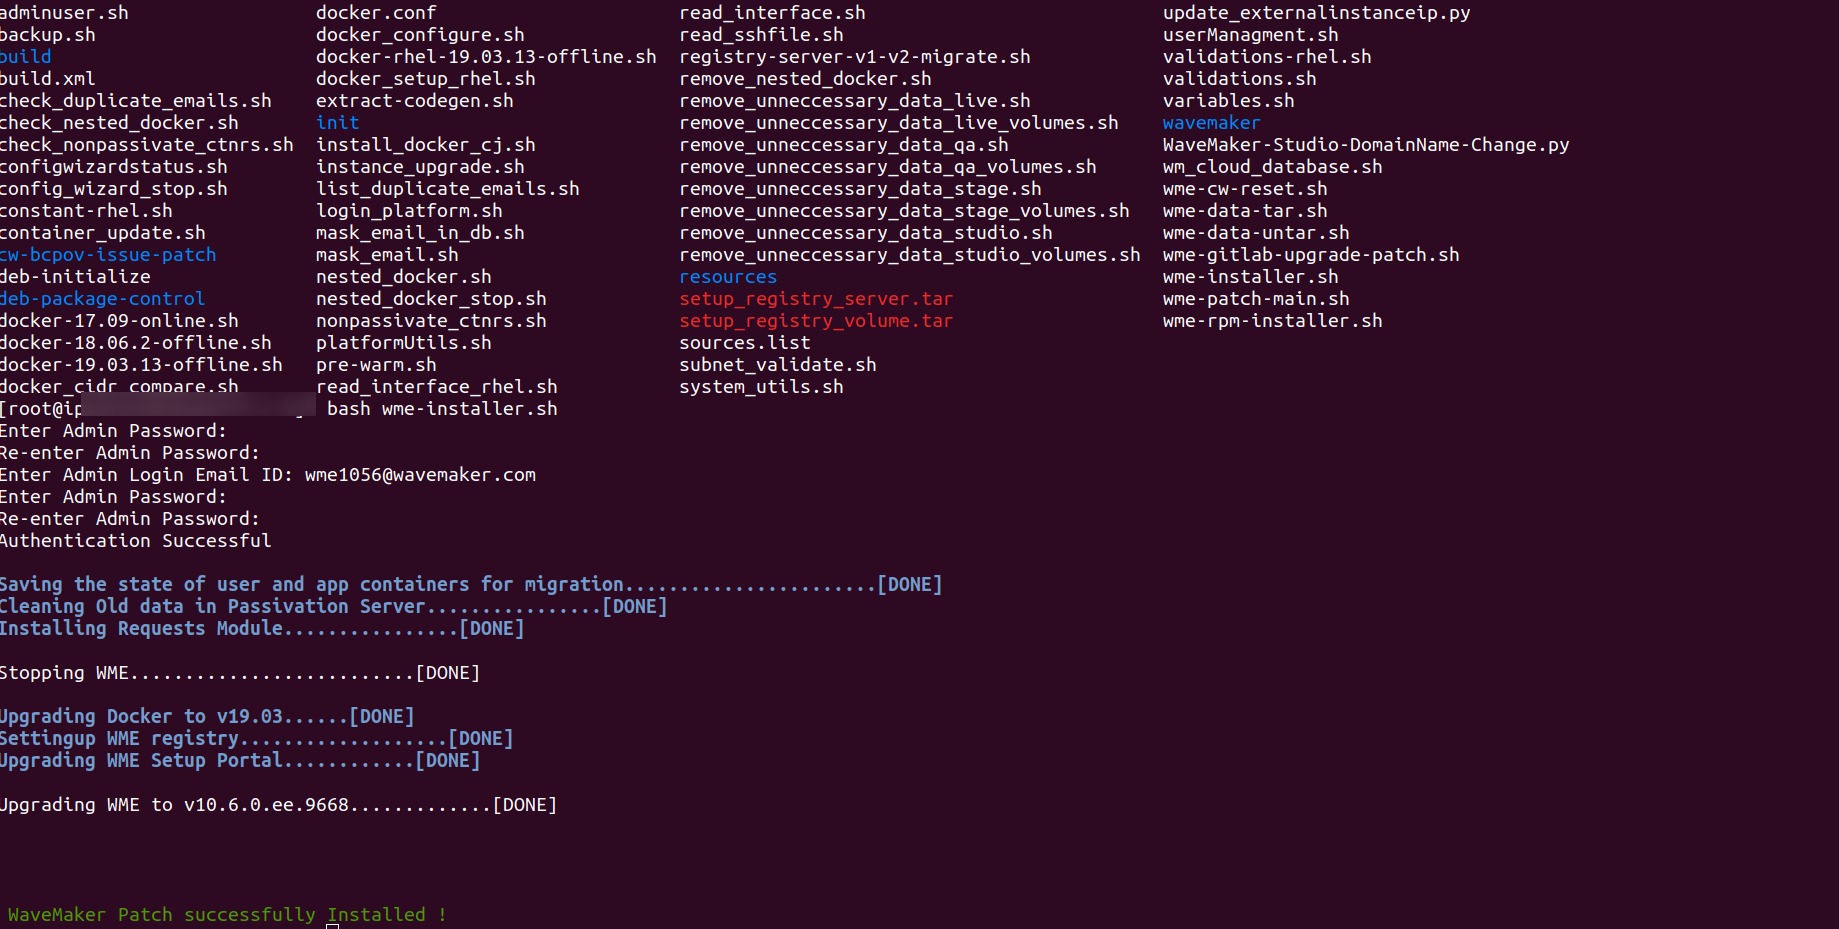 adminuser.sh docker.conf read_interface.sh update_externalinstanceip.py
backup.sh docker_configure.sh read_sshfile.sh userManagment.sh
build docker-rhel-19.03.13-offline.sh registry-server-v1-v2-migrate.sh validations-rhel.sh
build.xml docker_setup_rhel.sh remove_nested_docker.sh validations.sh
check_duplicate_emails.sh extract-codegen.sh remove_unneccessary_data_live.sh variables.sh
check_nested_docker.sh init remove_unneccessary_data_live_volumes.sh wavemaker
check_nonpassivate_ctnrs.sh install_docker_cj.sh remove_unneccessary_data_qa.sh WaveMaker-Studio-DomainName-Change.py
configwizardstatus.sh instance_upgrade.sh remove_unneccessary_data_qa_volumes.sh wm_cloud_database.sh
config_wizard_stop.sh list_duplicate_emails.sh remove_unneccessary_data_stage.sh wme-cw-reset.sh
constant-rhel.sh login_platform.sh remove_unneccessary_data_stage_volumes.sh wme-data-tar.sh
container_update.sh mask_email_in_db.sh remove_unneccessary_data_studio.sh wme-data-untar.sh
cw-bcpov-issue-patch mask_email.sh remove_unneccessary_data_studio_volumes.sh wme-gitlab-upgrade-patch.sh
deb-initialize nested_docker.sh resources wme-installer.sh
deb-package-control nested_docker_stop.sh setup_registry_server.tar wme-patch-main.sh
docker-17.09-online.sh nonpassivate_ctnrs.sh setup_registry_volume.tar wme-rpm-installer.sh
docker-18.06.2-offline.sh platformUtils.sh sources.list
docker-19.03.13-offline.sh pre-warm.sh subnet_validate.sh
docker_cidr_compare.sh read_interface_rhel.sh system_utils.sh
[root@ip ] bash wme-installer.sh
Enter Admin Password:
Re-enter Admin Password:
Enter Admin Login Email ID: wme1056@wavemaker.com
Enter Admin Password:
Re-enter Admin Password:
Authentication Successful
Saving the state of user and app containers for migration.......................[DONE]
Cleaning Old data in Passivation Server................[DONE]
Installing Requests Module................[DONE]
Stopping WME..........................[DONE]
Upgrading Docker to v19.03......[DONE]
Settingup WME registry...................[DONE]
Upgrading WME Setup Portal............[DONE]
Upgrading WME to v10.6.0.ee.9668.............[DONE]
WaveMaker Patch successfully Installed !